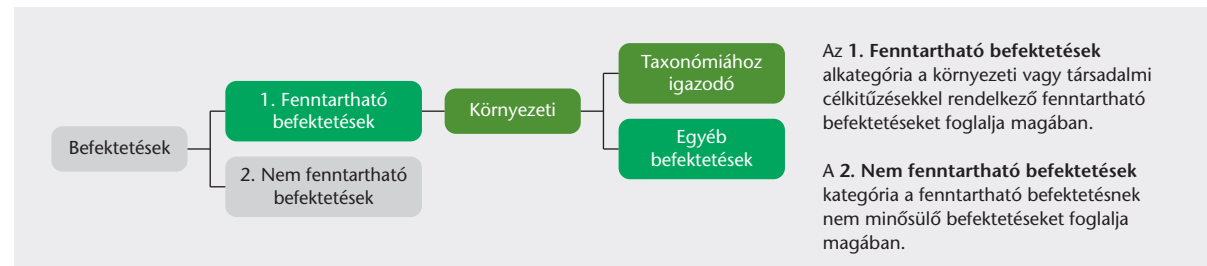 Befektetések
1. Fenntartható
befektetések
2. Nem fenntartható
befektetések
Környezeti
Taxonómiához
igazodó
Egyéb
befektetések
Az 1. Fenntartható befektetések
alkategória a környezeti vagy társadalmi
célkitűzésekkel rendelkező fenntartható
befektetéseket foglalja magában.
A 2. Nem fenntartható befektetések
kategória a fenntartható befektetésnek
nem minősülő befektetéseket foglalja
magában.